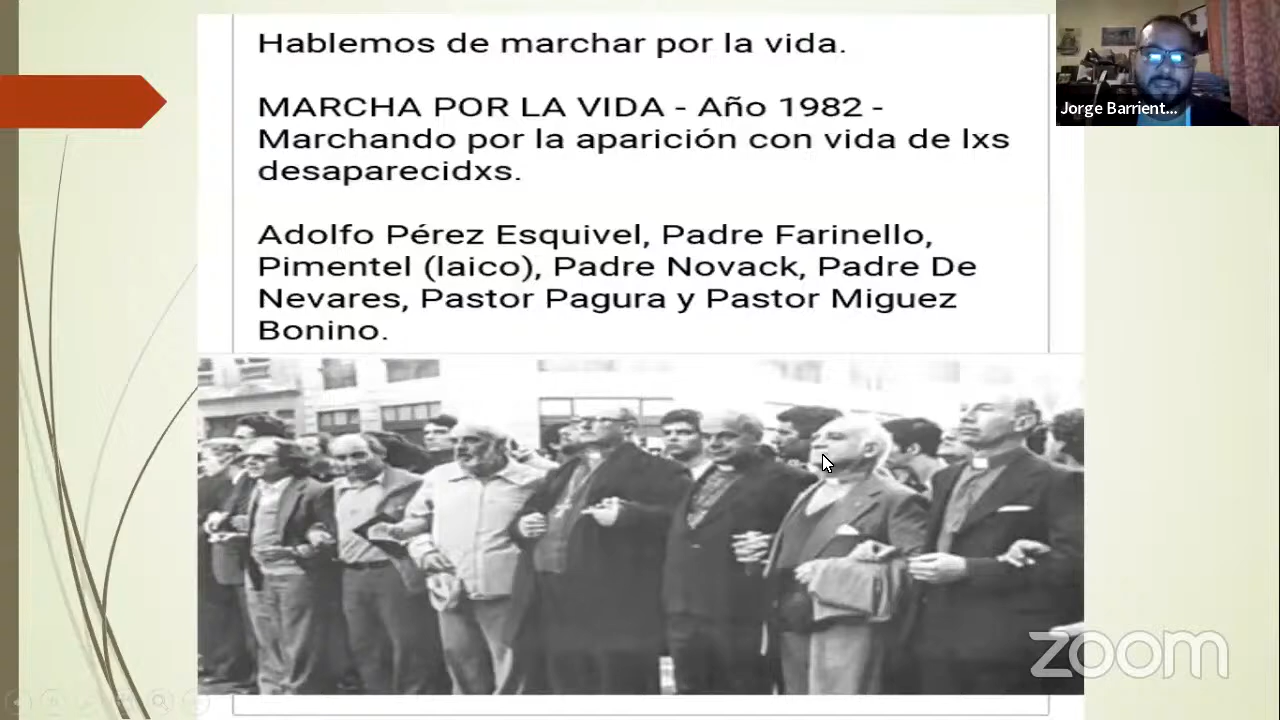 Hablemos de marchar por la vida.
MARCHA POR LA VIDA - Año 1982 -
Marchando por la aparición con vida de lxs
desaparecidxs.
Adolfo Pérez Esquivel, Padre Farinello,
Pimentel (laico), Padre Novack, Padre De
Nevares, Pastor Pagura y Pastor Miguez
Bonino.
Jorge Barrient...
zoom